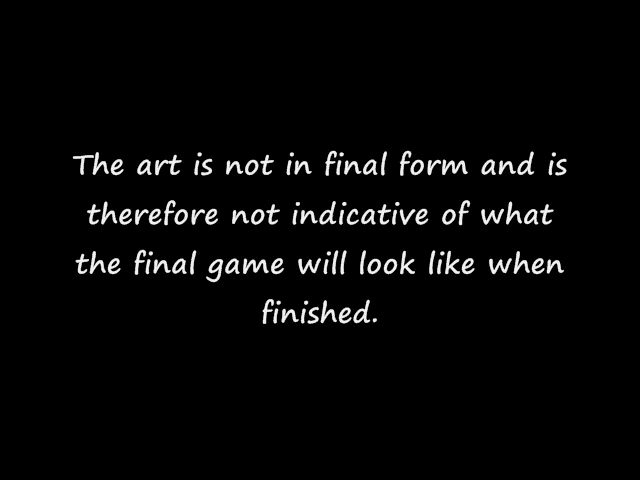 The art is not in final form and is
therefore not indicative of what
the final game will look like when
finished.